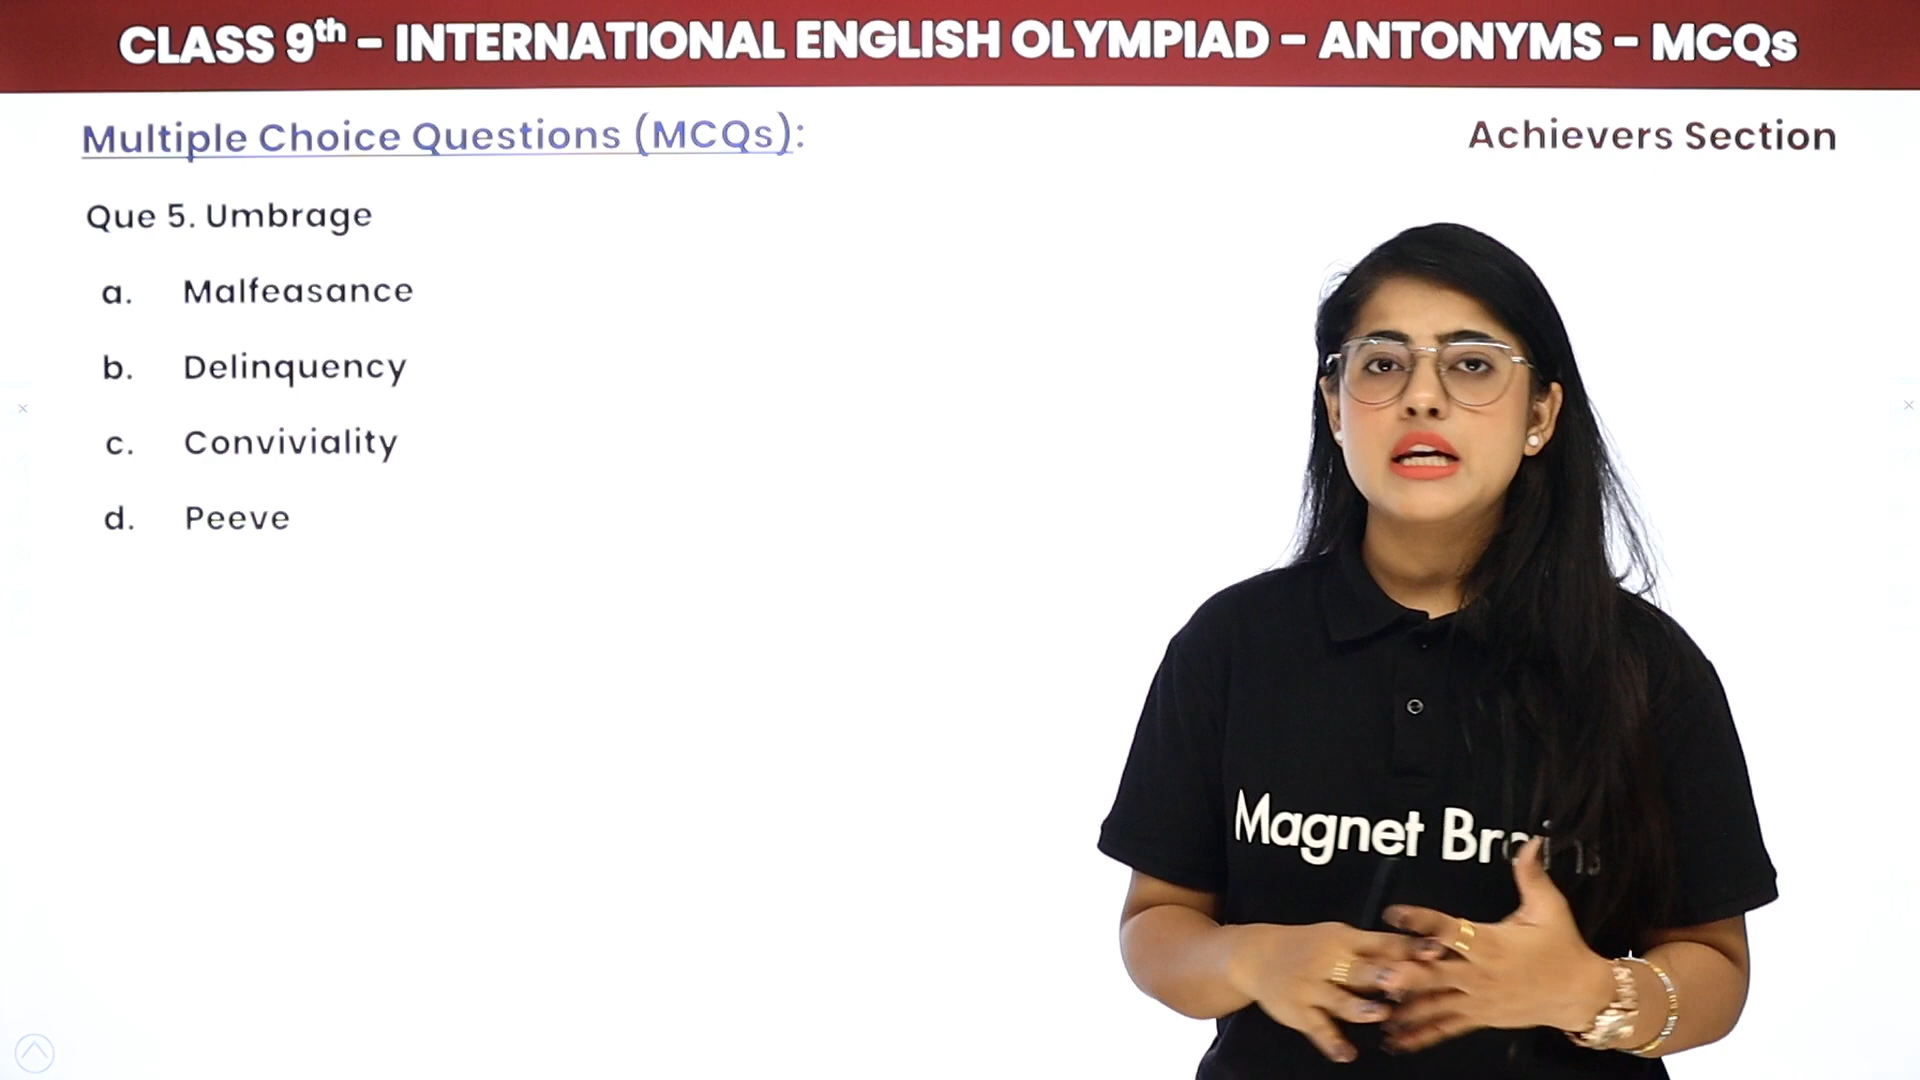 CLASS 9th – INTERNATIONAL ENGLISH OLYMPIAD – ANTONYMS – MCQs
Multiple Choice Questions (MCQs):
Achievers Section
Que 5. Umbrage
a. Malfeasance
b. Delinquency
c. Conviviality
d. Peeve
Magnet Brains